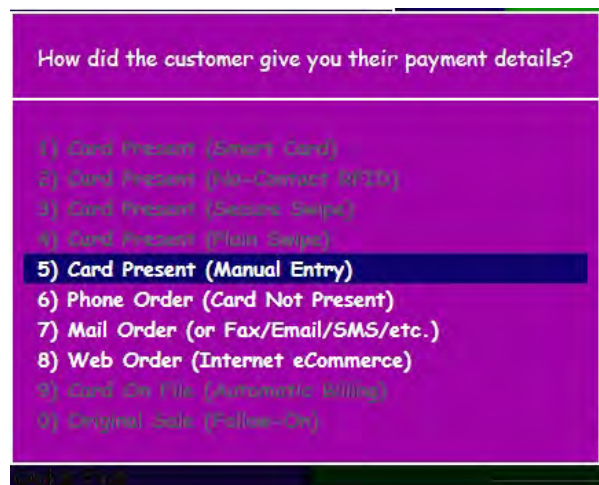 How did the customer give you their payment details?
1) Card Present (Smart Card)
2) Card Present (No-Contact RFID)
3) Card Present (Secure Swipe)
4) Card Present (Plain Swipe)
5) Card Present (Manual Entry)
6) Phone Order (Card Not Present)
7) Mail Order (or Fax/Email/SMS/etc.)
8) Web Order (Internet eCommerce)
9) Card On File (Automatic Billing)
0) Original Sale (Follow-On)